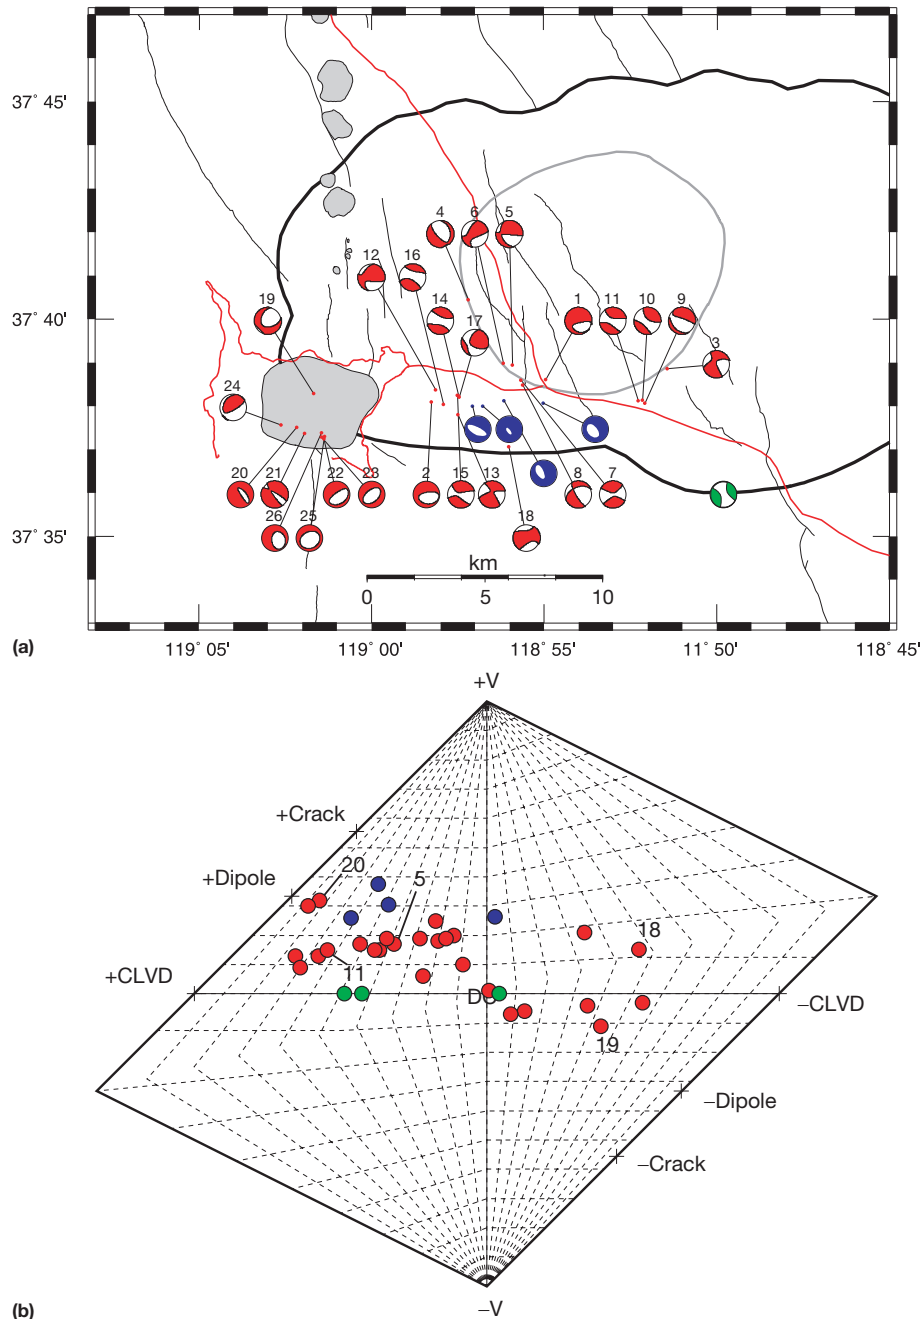 37° 45'
4 6 5
12 16
19 14 17 1 11 10 9
37° 40'
3
24
20 21 22 23 2 15 13 8 7
26 25 18
37° 35'
km
0 5 10
(a)
119° 05' 119° 00' 118° 55' 11° 50' 118° 45'
+V
+Crack
20 5
+Dipole
18
11
+CLVD
DC
−CLVD
19
−Dipole
−Crack
(b)
−V